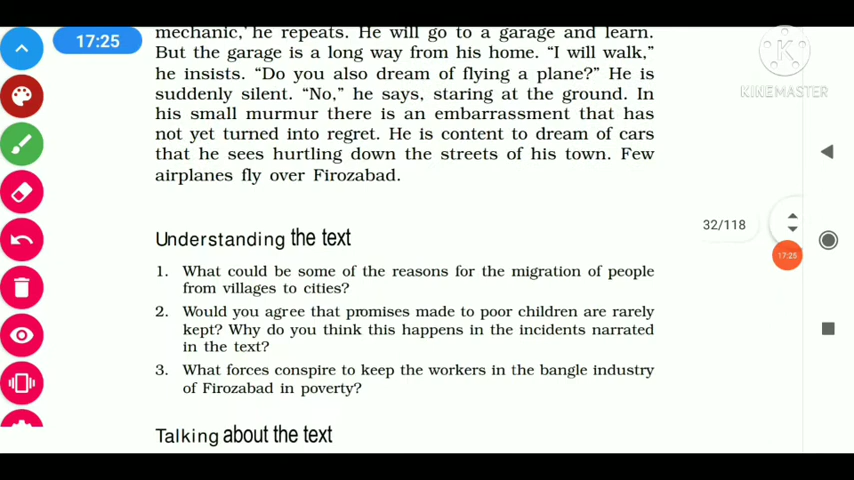 17:25
mechanic,' he repeats. He will go to a garage and learn.
But the garage is a long way from his home. “I will walk,”
he insists. “Do you also dream of flying a plane?” He is
suddenly silent. “No,” he says, staring at the ground. In
his small murmur there is an embarrassment that has
not yet turned into regret. He is content to dream of cars
that he sees hurtling down the streets of his town. Few
airplanes fly over Firozabad.
K
KINEMASTER
32/118
17:25
Understanding the text
1. What could be some of the reasons for the migration of people
from villages to cities?
2. Would you agree that promises made to poor children are rarely
kept? Why do you think this happens in the incidents narrated
in the text?
3. What forces conspire to keep the workers in the bangle industry
of Firozabad in poverty?
Talking about the text